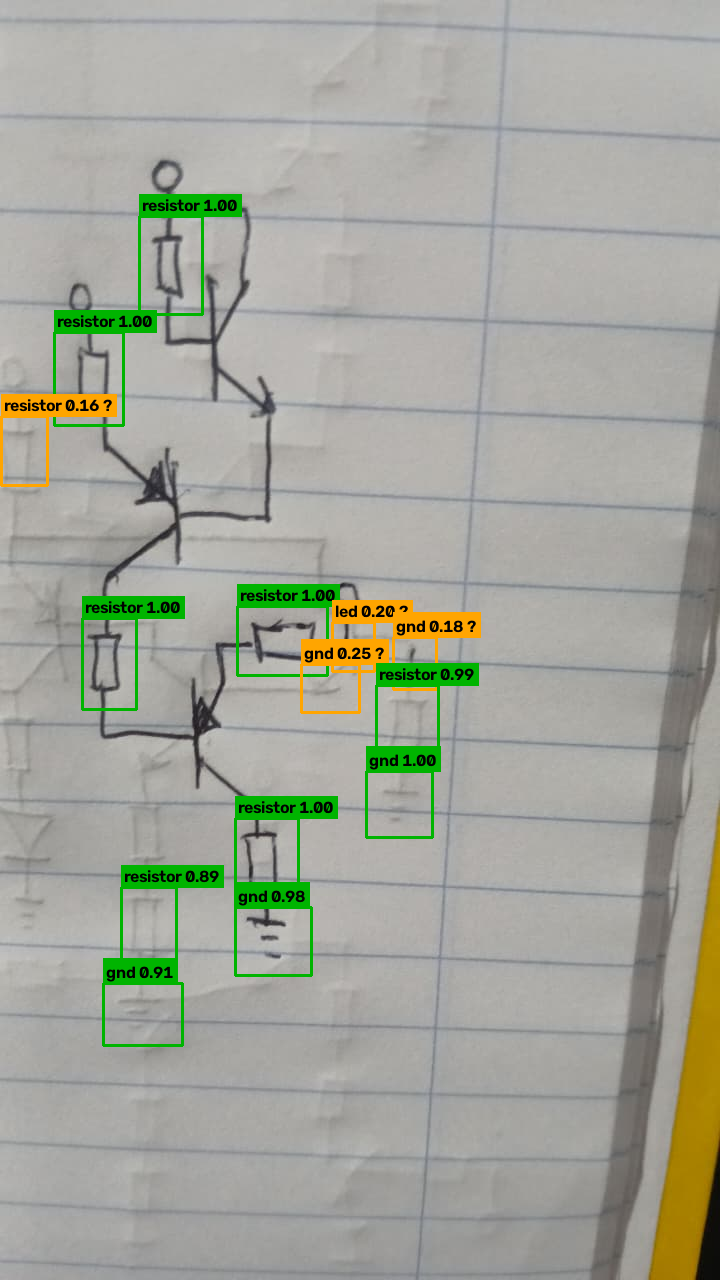 resistor 1.00
resistor 1.00
resistor 0.16 ?
resistor 1.00
resistor 1.00
led 0.20 ?
gnd 0.18 ?
gnd 0.25 ?
resistor 0.99
gnd 1.00
resistor 1.00
resistor 0.89
gnd 0.98
gnd 0.91